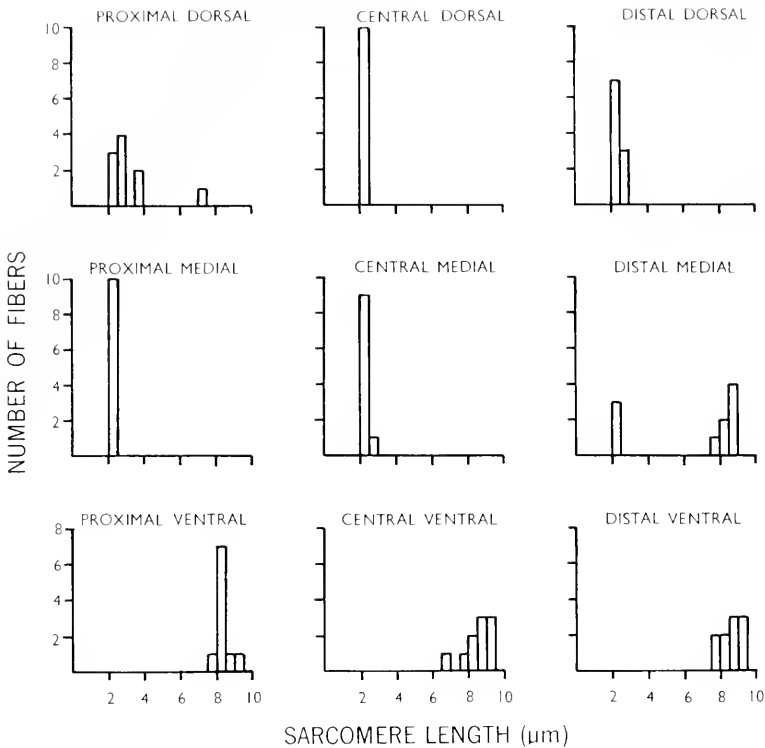 PROXIMAL DORSAL
CENTRAL DORSAL
DISTAL DORSAL
10
8
6
4
2
PROXIMAL MEDIAL
CENTRAL MEDIAL
DISTAL MEDIAL
10
8
6
4
2
NUMBER OF FIBERS
PROXIMAL VENTRAL
CENTRAL VENTRAL
DISTAL VENTRAL
8
6
4
2
2 4 6 8 10
2 4 6 8 10
2 4 6 8 10
SARCOMERE LENGTH (μm)